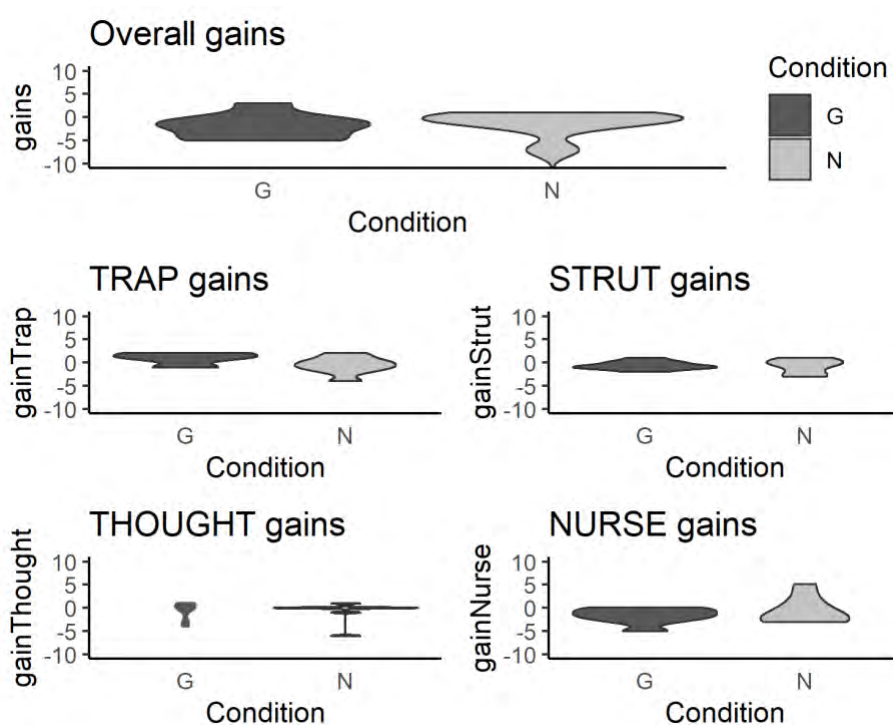 Overall gains
gains
10
5
0
-5
-10
G
N
Condition
Condition
G
N
TRAP gains
gainTrap
10
5
0
-5
-10
G
N
Condition
STRUT gains
gainStrut
10
5
0
-5
-10
G
N
Condition
THOUGHT gains
gainThought
10
5
0
-5
-10
G
N
Condition
NURSE gains
gainNurse
10
5
0
-5
-10
G
N
Condition